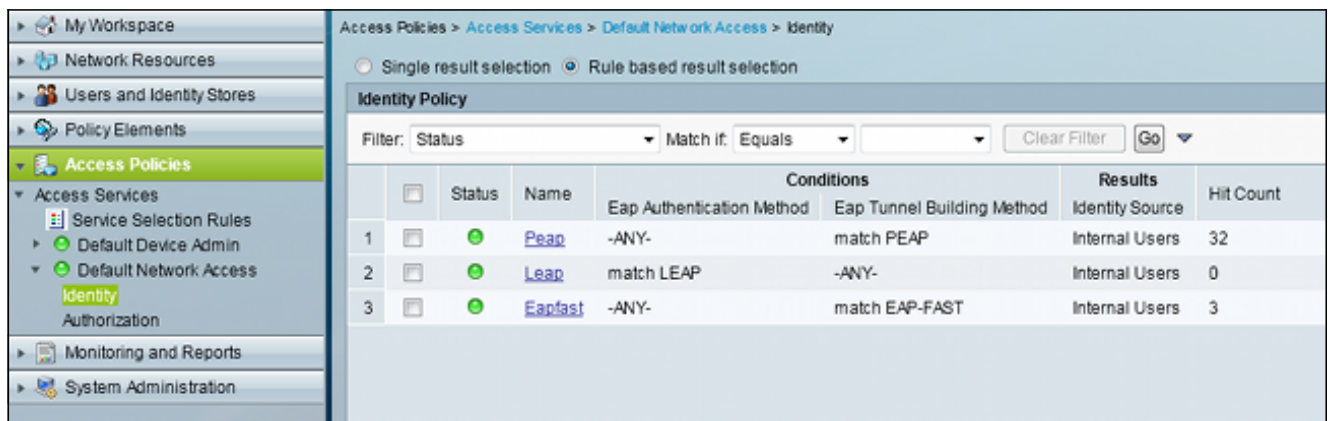 My Workspace
Network Resources
Users and Identity Stores
Policy Elements
Access Policies
Access Services
Service Selection Rules
Default Device Admin
Default Network Access
Identity
Authorization
Monitoring and Reports
System Administration
Access Policies > Access Services > Default Network Access > Identity
Single result selection Rule based result selection
Identity Policy
Filter: Status Match if: Equals Clear Filter Go
Conditions Results
Status Name Eap Authentication Method Eap Tunnel Building Method Identity Source Hit Count
1 Peap -ANY- match PEAP Internal Users 32
2 Leap match LEAP -ANY- Internal Users 0
3 Eapfast -ANY- match EAP-FAST Internal Users 3